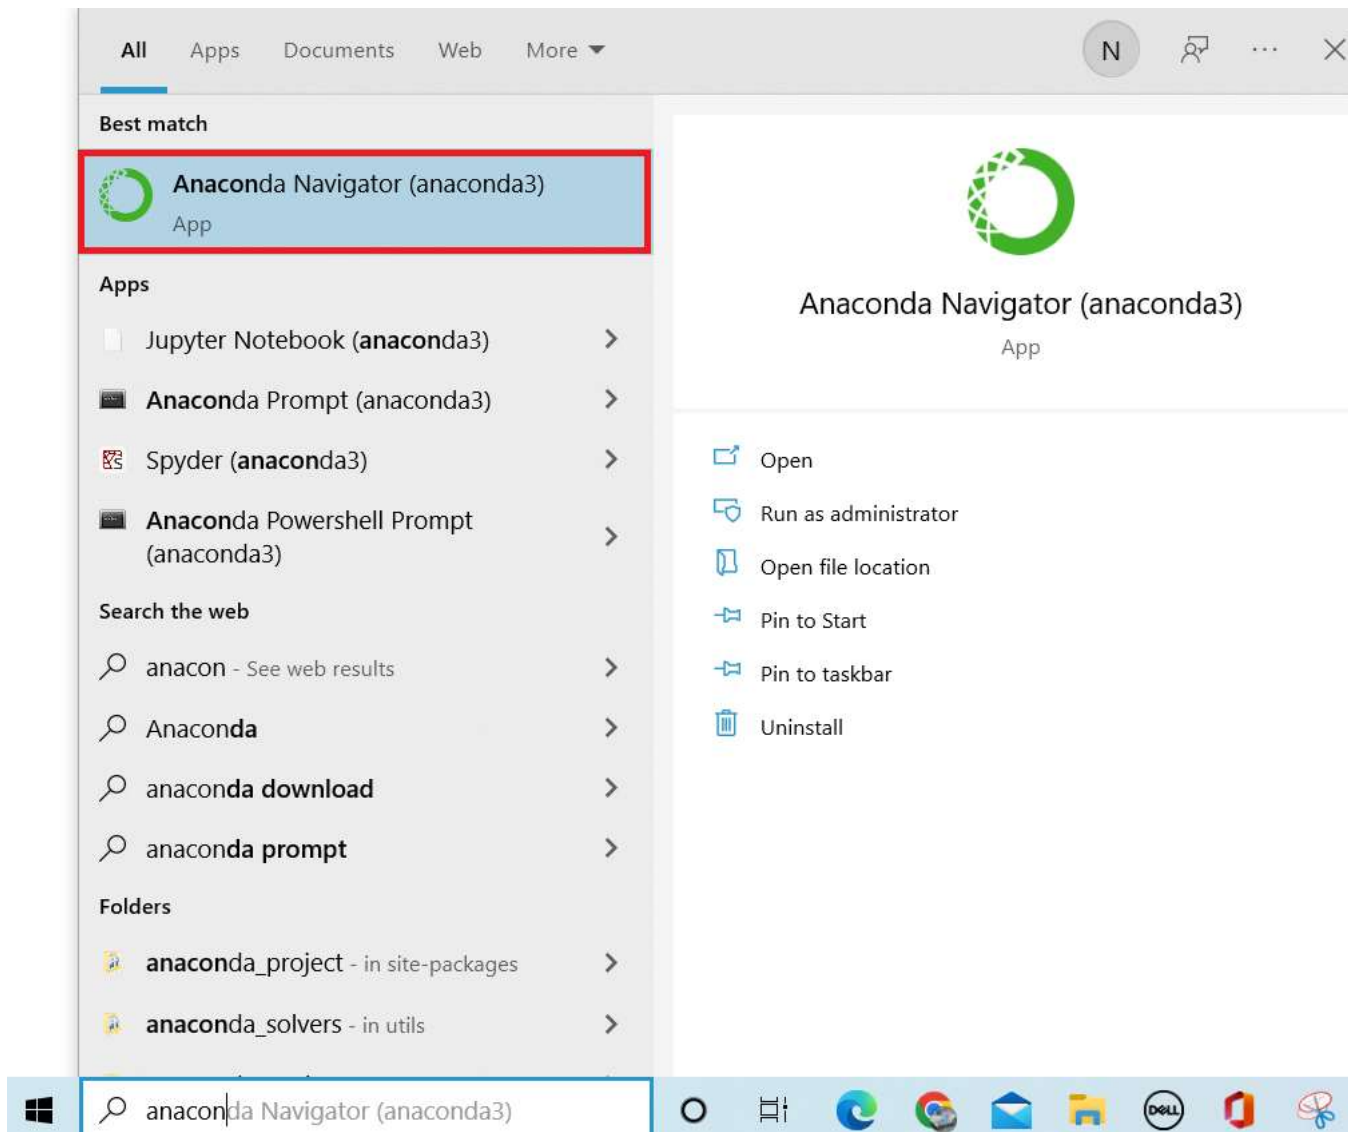 All Apps Documents Web More N
Best match
Anaconda Navigator (anaconda3)
App
Apps
Jupyter Notebook (anaconda3)
Anaconda Prompt (anaconda3)
Spyder (anaconda3)
Anaconda Powershell Prompt
(anaconda3)
Search the web
anacon - See web results
Anaconda
anaconda download
anaconda prompt
Folders
anaconda_project - in site-packages
anaconda_solvers - in utils
Anaconda Navigator (anaconda3)
App
Open
Run as administrator
Open file location
Pin to Start
Pin to taskbar
Uninstall
anaconda Navigator (anaconda3)
DELL